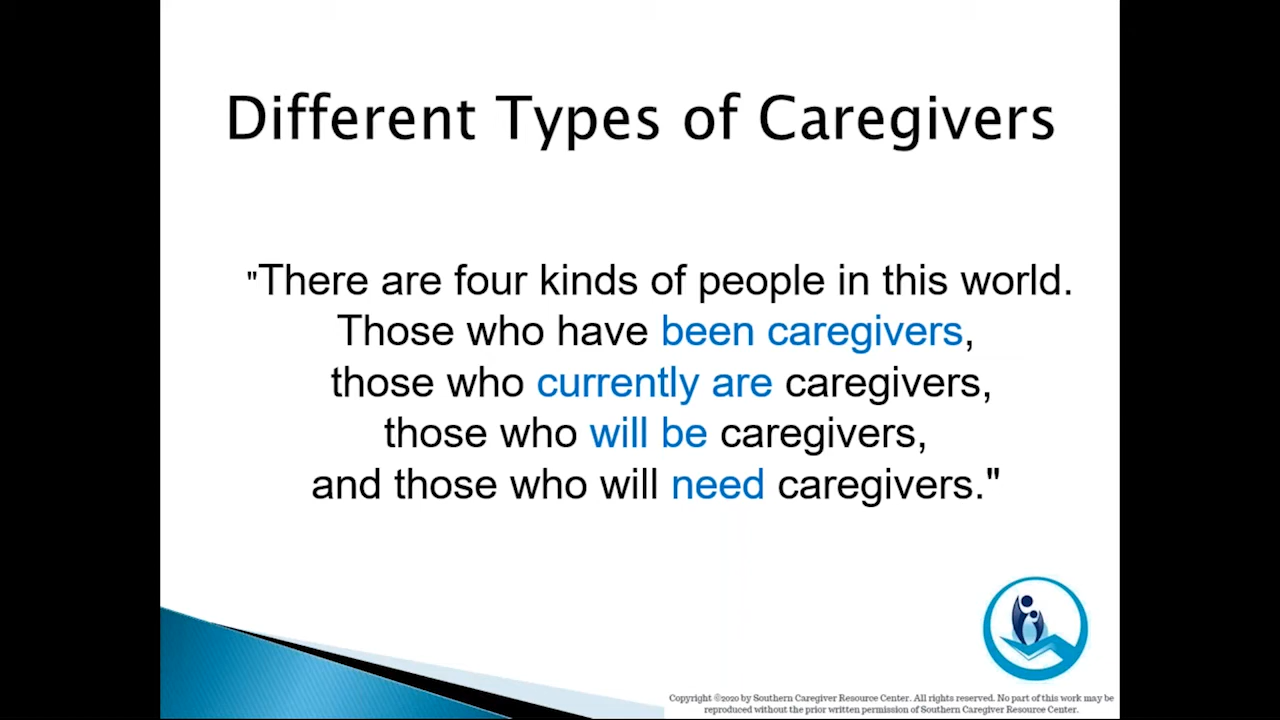 Different Types of Caregivers
"There are four kinds of people in this world.
Those who have been caregivers,
those who currently are caregivers,
those who will be caregivers,
and those who will need caregivers."
Copyright ©2020 by Southern Caregiver Resource Center. All rights reserved. No part of this work may be
reproduced without the prior written permission of Southern Caregiver Resource Center.